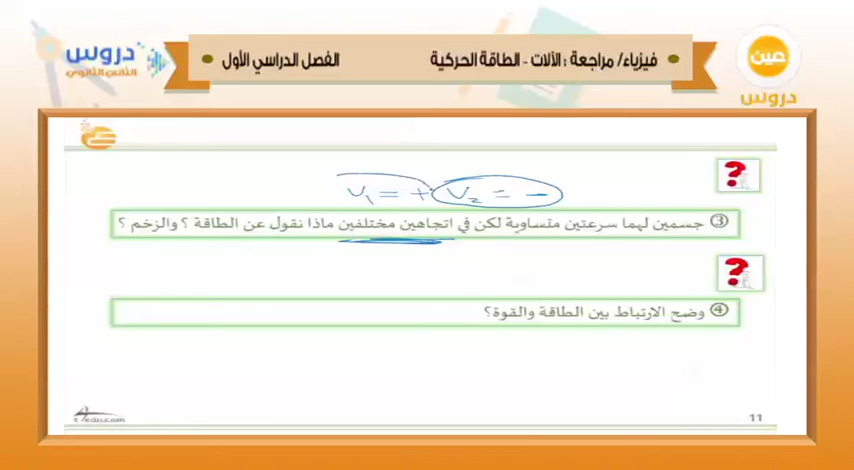 دروس
الثاني الثانوي
فيزياء/ مراجعة : الآلات - الطاقة الحركية
الفصل الدراسي الأول
عين
دروس
V₁ = + V₂ = -
③ جسمين لهما سرعتين متساوية لكن في اتجاهين مختلفين ماذا نقول عن الطاقة ؟ والزخم ؟
④ وضح الارتباط بين الطاقة والقوة؟
11